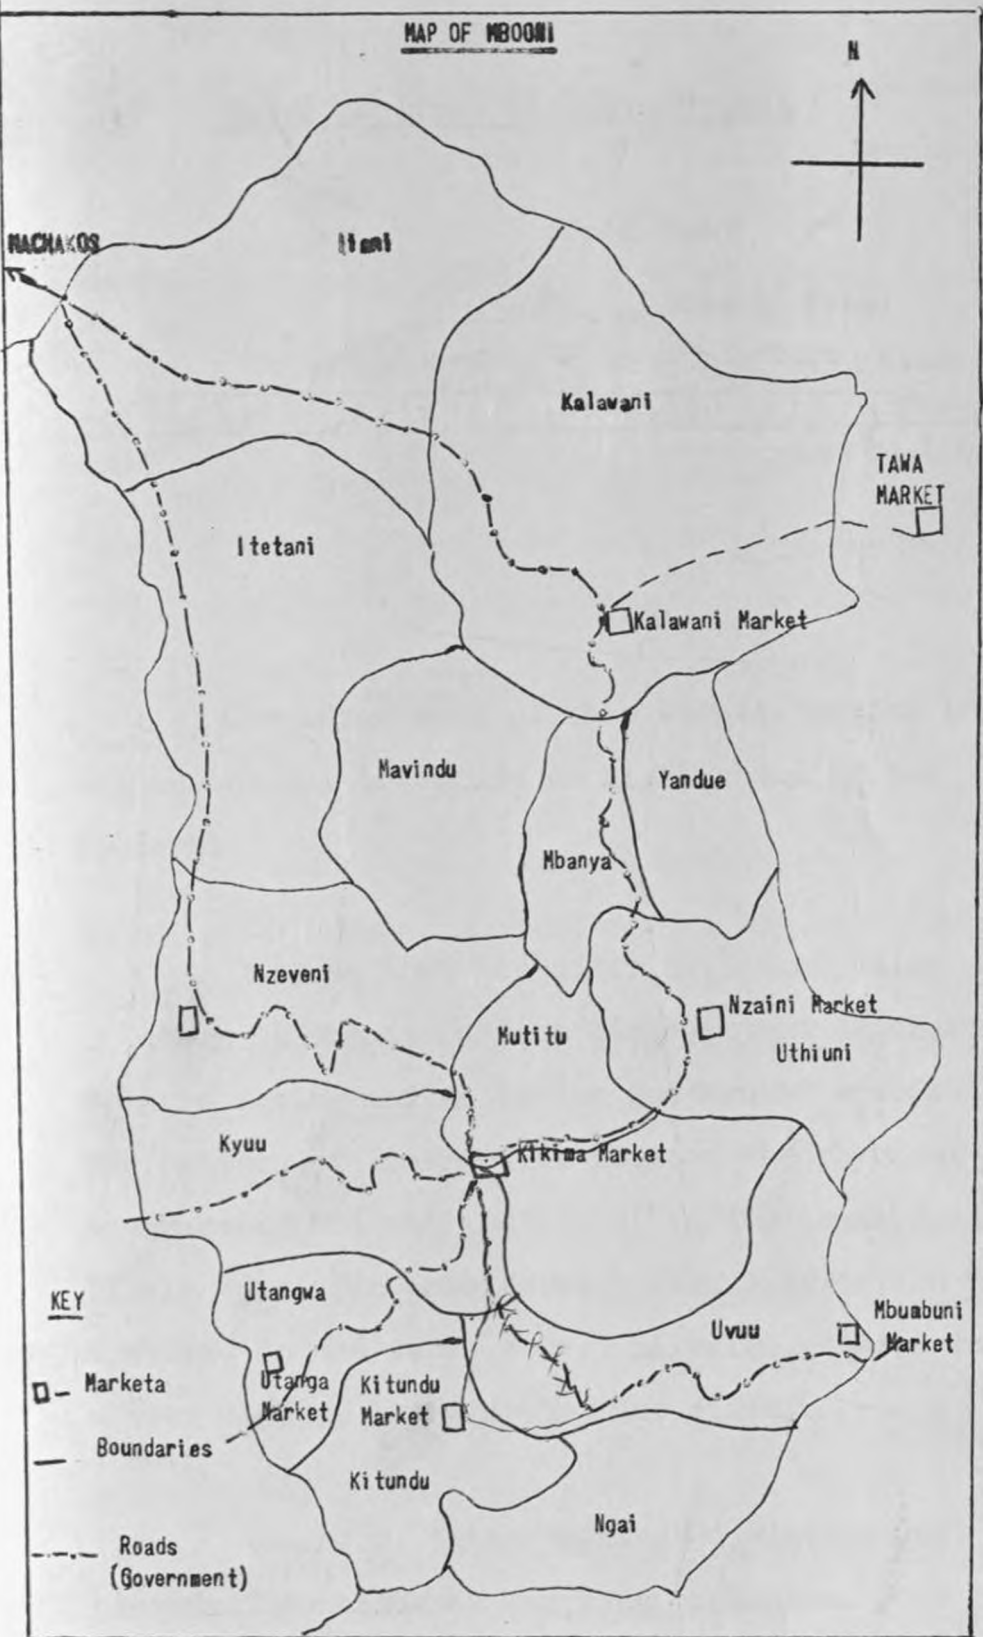 MAP OF MBOONI
N
MACHAKOS
Itani
Kalawani
TAWA
MARKET
Itetani
Kalawani Market
Mavindu
Yandue
Mbanya
Nzeveni
Nzaini Market
Mutitu
Uthiuni
Kyuu
Kikima Market
KEY
Utangwa
Mbumbuni
Market
Uvuu
Marketa
Utanga
Market
Kitundu
Market
Boundaries
Kitundu
Ngai
Roads
(Government)